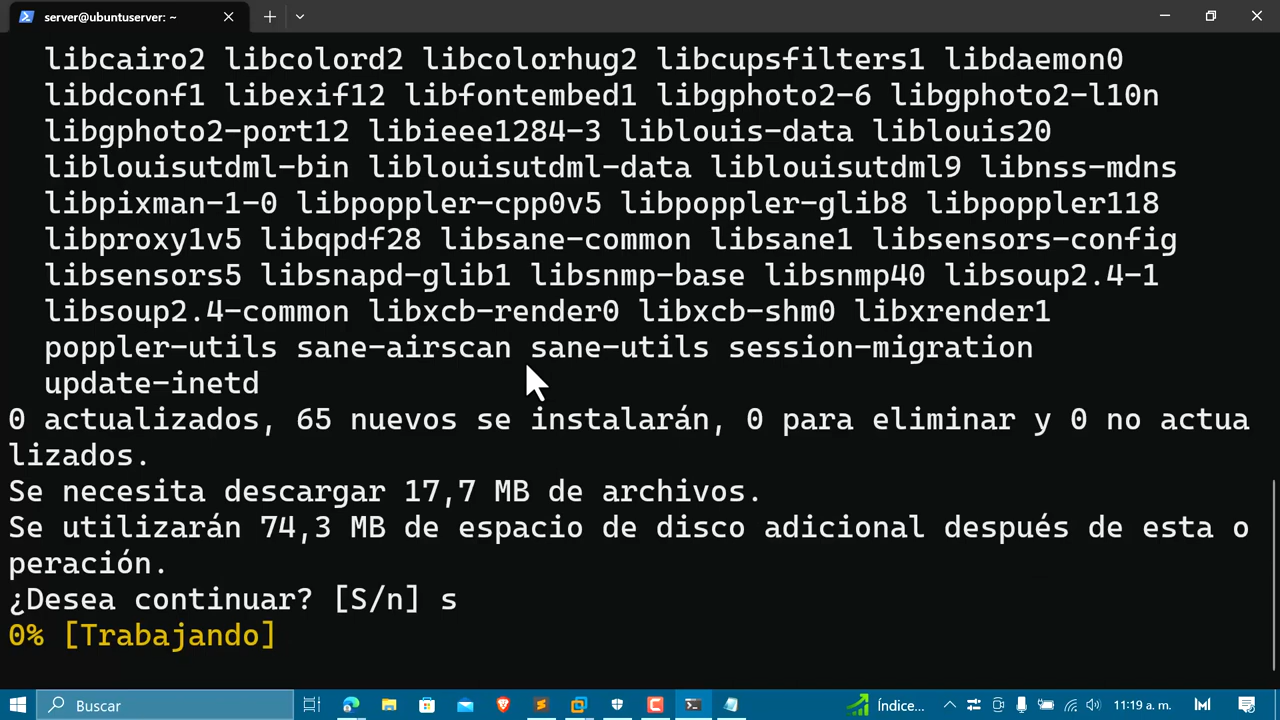 server@ubuntuserver: ~
libcairo2 libcolord2 libcolorhug2 libcupsfilters1 libdaemon0
libdconf1 libexif12 libfontembed1 libgphoto2-6 libgphoto2-l10n
libgphoto2-port12 libieee1284-3 liblouis-data liblouis20
liblouisutdml-bin liblouisutdml-data liblouisutdml9 libnss-mdns
libpixman-1-0 libpoppler-cpp0v5 libpoppler-glib8 libpoppler118
libproxy1v5 libqpdf28 libsane-common libsane1 libsensors-config
libsensors5 libsnapd-glib1 libsnmp-base libsnmp40 libsoup2.4-1
libsoup2.4-common libxcb-render0 libxcb-shm0 libxrender1
poppler-utils sane-airscan sane-utils session-migration
update-inetd
0 actualizados, 65 nuevos se instalarán, 0 para eliminar y 0 no actua
lizados.
Se necesita descargar 17,7 MB de archivos.
Se utilizarán 74,3 MB de espacio de disco adicional después de esta o
peración.
¿Desea continuar? [S/n] s
0% [Trabajando]
Buscar
Índice...
11:19 a. m.